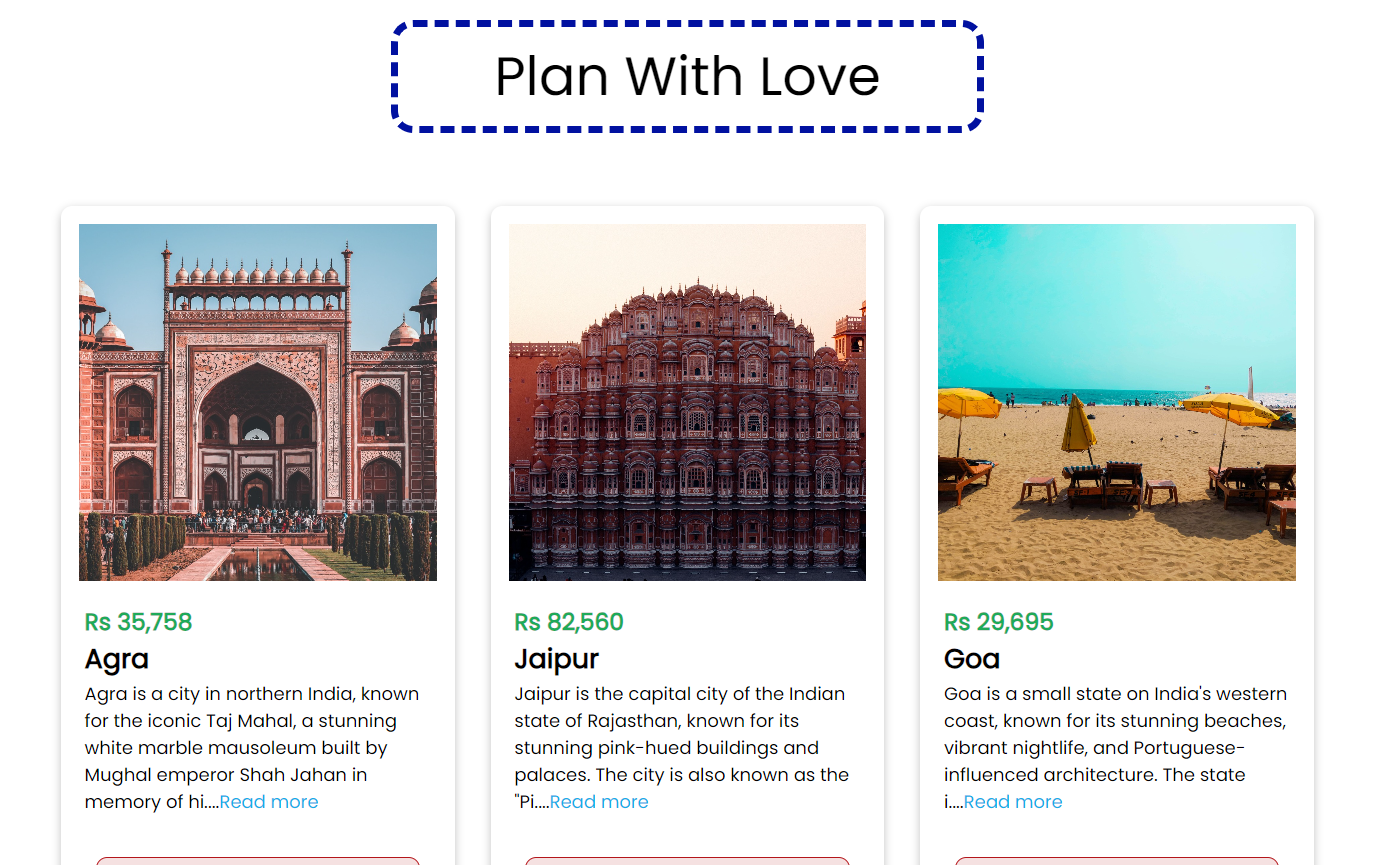 Plan With Love
Rs 35,758
Agra
Agra is a city in northern India, known
for the iconic Taj Mahal, a stunning
white marble mausoleum built by
Mughal emperor Shah Jahan in
memory of hi....Read more
Rs 82,560
Jaipur
Jaipur is the capital city of the Indian
state of Rajasthan, known for its
stunning pink-hued buildings and
palaces. The city is also known as the
"Pi....Read more
Rs 29,695
Goa
Goa is a small state on India's western
coast, known for its stunning beaches,
vibrant nightlife, and Portuguese-
influenced architecture. The state
i....Read more